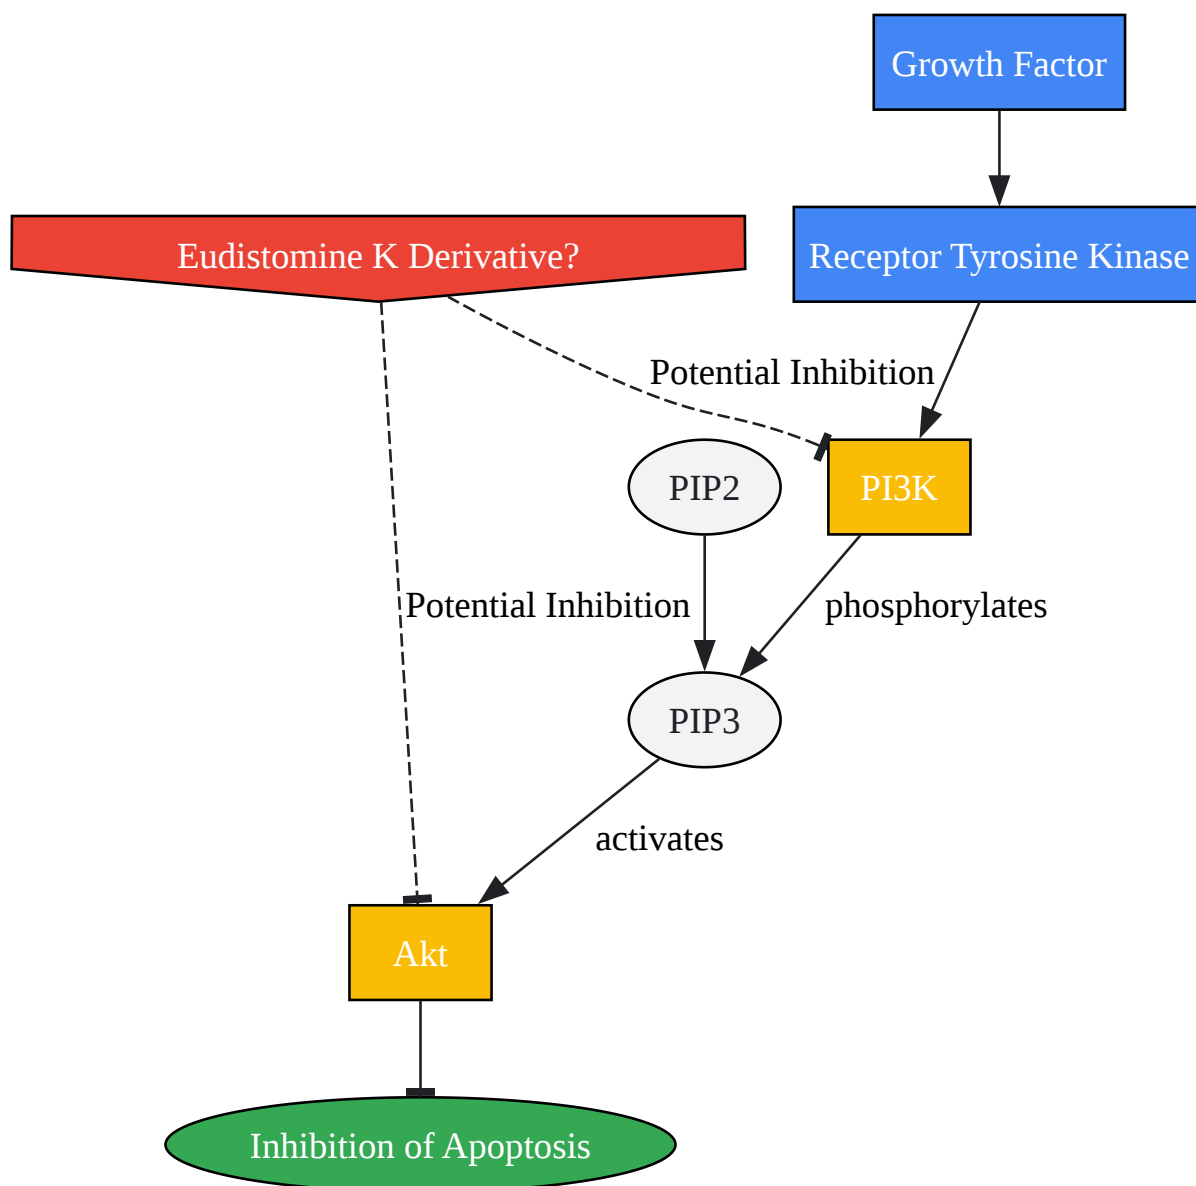 Growth Factor
Eudistomine K Derivative?
Receptor Tyrosine Kinase
Potential Inhibition
PIP2
PI3K
Potential Inhibition
phosphorylates
PIP3
activates
Akt
Inhibition of Apoptosis